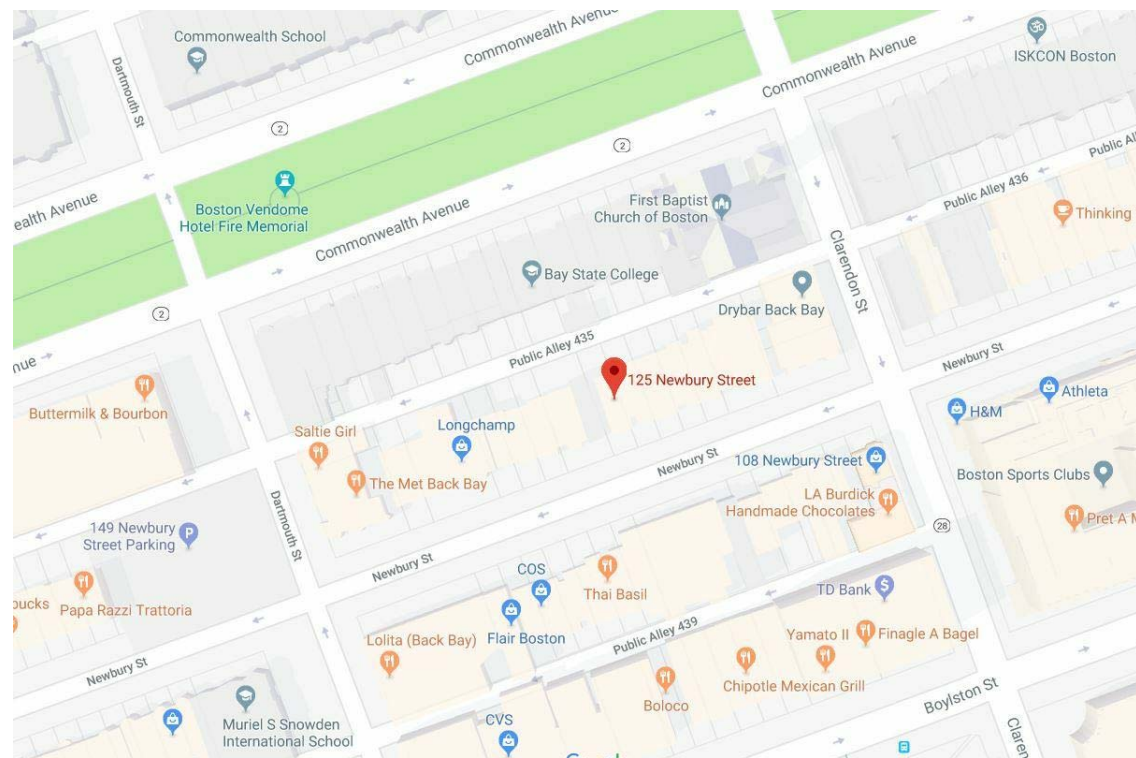 Commonwealth School
Commonwealth Avenue
Commonwealth Avenue
ISKCON Boston
Dartmouth St
2
2
Public Alley 436
Thinking
ealth Avenue
Boston Vendome
Hotel Fire Memorial
Commonwealth Avenue
First Baptist
Church of Boston
Clarendon St
Bay State College
Drybar Back Bay
2
Public Alley 435
Newbury St
125 Newbury Street
Buttermilk & Bourbon
Athleta
H&M
Saltie Girl
Longchamp
Newbury St
108 Newbury Street
Boston Sports Clubs
The Met Back Bay
LA Burdick
Handmade Chocolates
Pret A
Dartmouth St
149 Newbury
Street Parking
P
28
Newbury St
COS
Thai Basil
TD Bank
$
Papa Razzi Trattoria
Lolita (Back Bay)
Flair Boston
Public Alley 439
Yamato II
Finagle A Bagel
Newbury St
Chipotle Mexican Grill
Boloco
Boylston St
Muriel S Snowden
International School
CVS